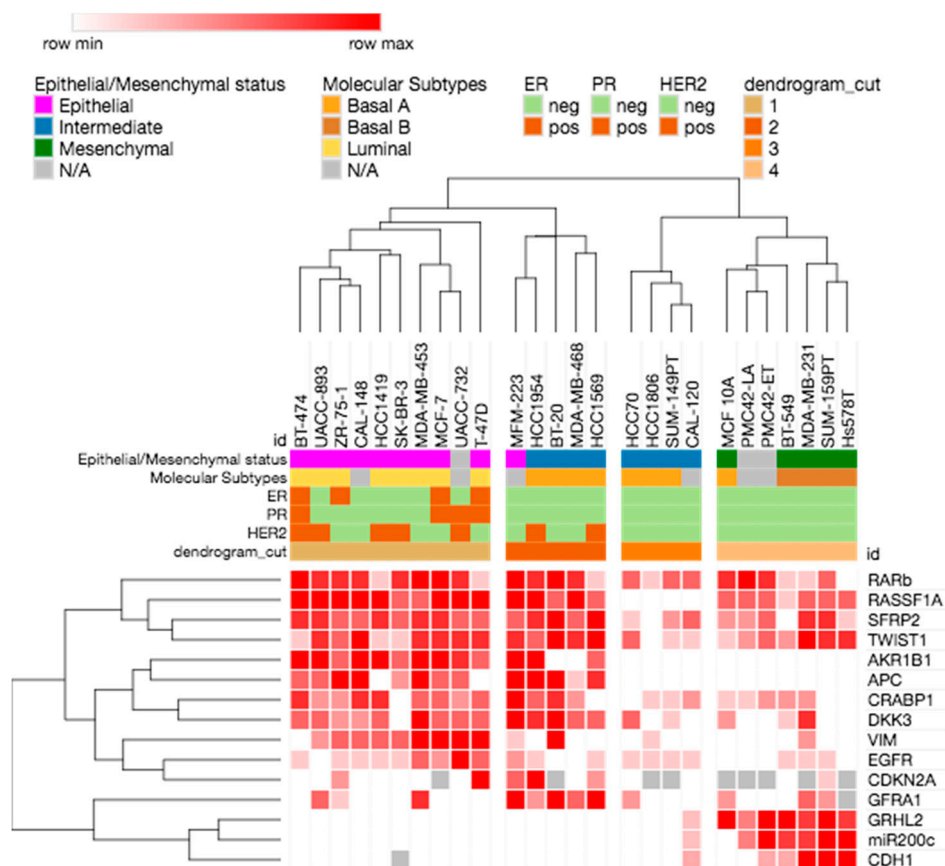 row min row max
Epithelial/Mesenchymal status Molecular Subtypes ER PR HER2 dendrogram_cut
Epithelial Basal A neg neg neg 1
Intermediate Basal B pos pos pos 2
Mesenchymal Luminal 3
N/A N/A 4
id BT-474 UACC-893 ZR-75-1 CAL-148 HCC1419 SK-BR-3 MDA-MB-453 MCF-7 UACC-732 T-47D MFM-223 HCC1954 BT-20 MDA-MB-468 HCC1569 HCC70 HCC1806 SUM-149PT CAL-120 MCF 10A PMC42-LA PMC42-ET BT-549 MDA-MB-231 SUM-159PT Hs578T
Epithelial/Mesenchymal status
Molecular Subtypes
ER
PR
HER2
dendrogram_cut id
RARb
RASSF1A
SFRP2
TWIST1
AKR1B1
APC
CRABP1
DKK3
VIM
EGFR
CDKN2A
GFRA1
GRHL2
miR200c
CDH1